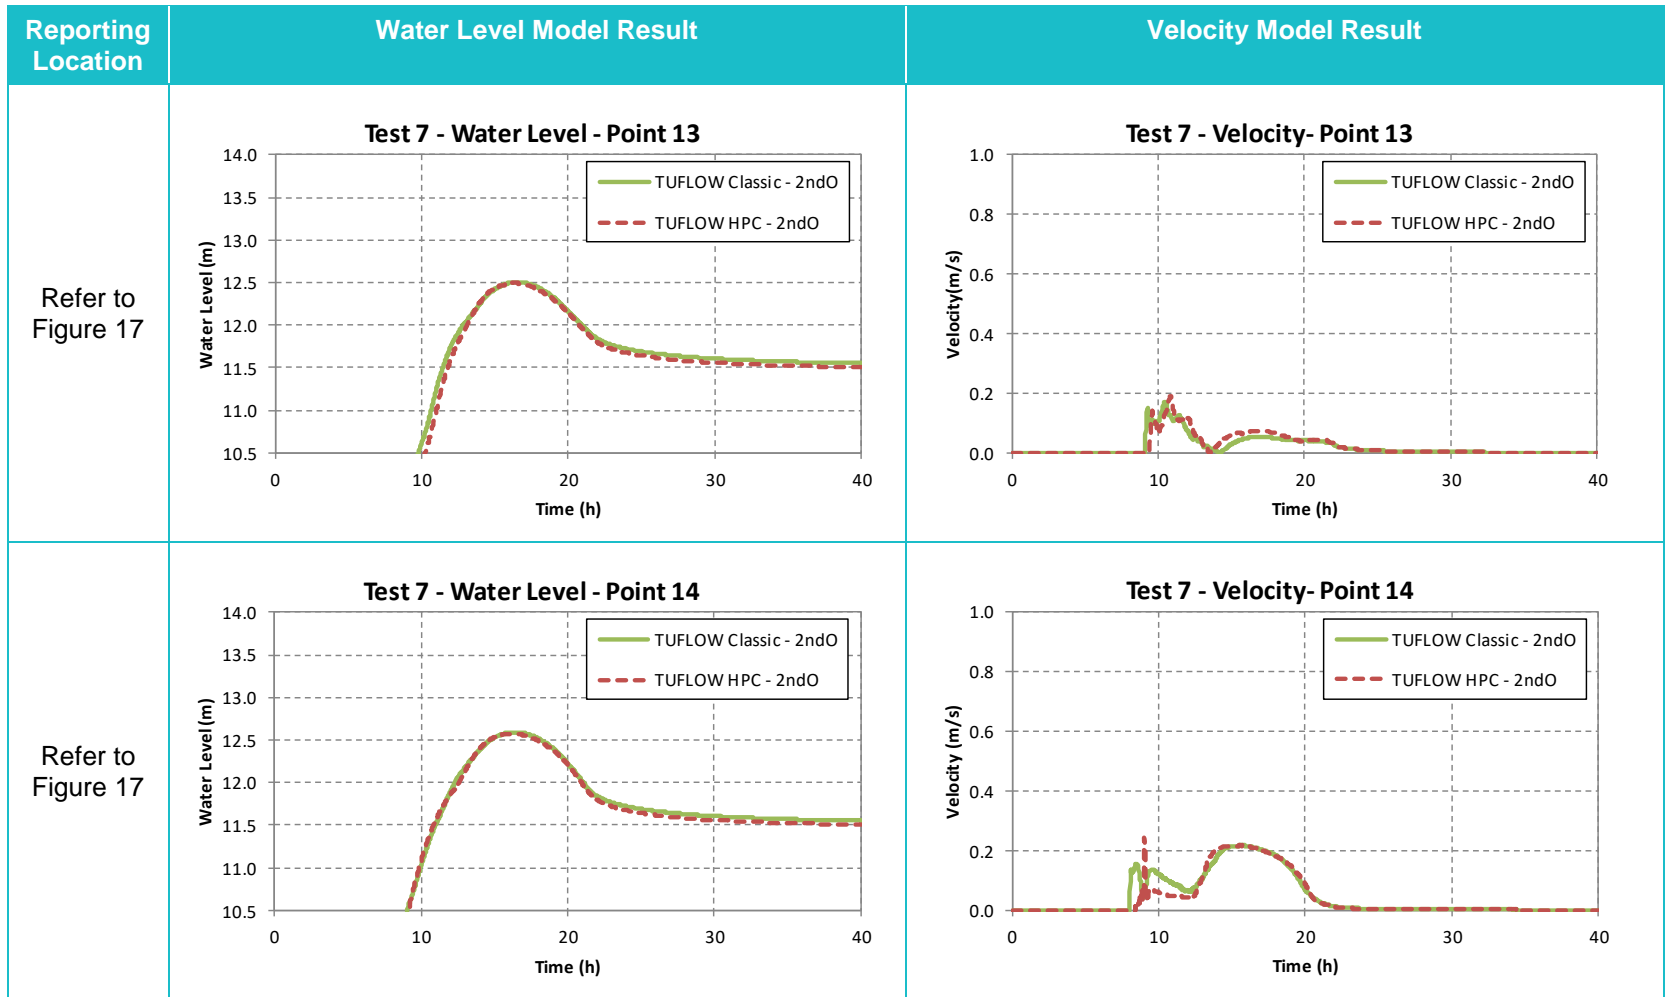 Reporting
Location
Water Level Model Result
Velocity Model Result
Refer to
Figure 17
Test 7 - Water Level - Point 13
14.0
13.5
13.0
12.5
12.0
11.5
11.0
10.5
Water Level (m)
TUFLOW Classic - 2ndO
TUFLOW HPC - 2ndO
0 10 20 30 40
Time (h)
Test 7 - Velocity- Point 13
1.0
0.8
0.6
0.4
0.2
0.0
Velocity(m/s)
TUFLOW Classic - 2ndO
TUFLOW HPC - 2ndO
0 10 20 30 40
Time (h)
Refer to
Figure 17
Test 7 - Water Level - Point 14
14.0
13.5
13.0
12.5
12.0
11.5
11.0
10.5
Water Level (m)
TUFLOW Classic - 2ndO
TUFLOW HPC - 2ndO
0 10 20 30 40
Time (h)
Test 7 - Velocity- Point 14
1.0
0.8
0.6
0.4
0.2
0.0
Velocity (m/s)
TUFLOW Classic - 2ndO
TUFLOW HPC - 2ndO
0 10 20 30 40
Time (h)